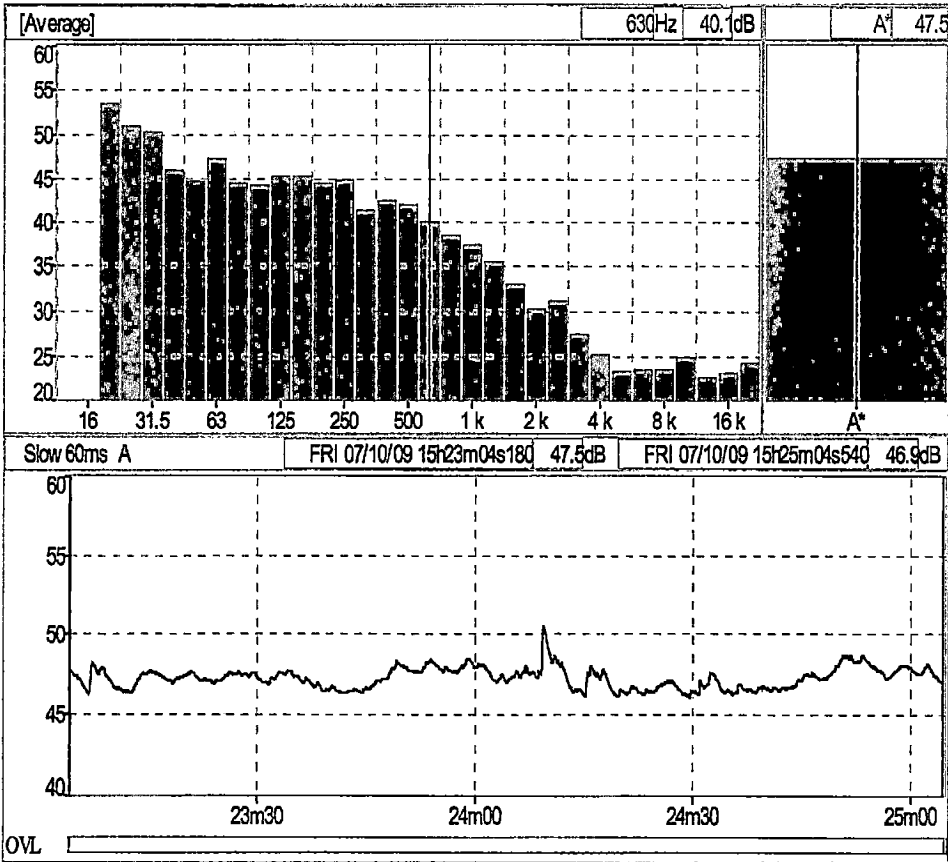 [Average] 630Hz 40.1dB A* 47.5
60
55
50
45
40
35
30
25
20
16 31.5 63 125 250 500 1 k 2 k 4 k 8 k 16 k
A*
Slow 60ms A FRI 07/10/09 15h23m04s180 47.5dB FRI 07/10/09 15h25m04s540 46.9dB
60
55
50
45
40
23m30 24m00 24m30 25m00
OVL